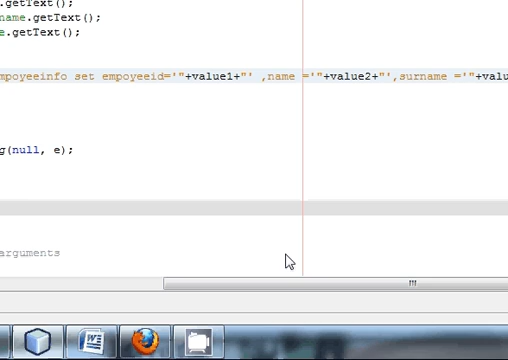 .getText();
name.getText();
e.getText();
mpoyeeinfo set empoyeeid='"+value1+"' ,name ='"+value2+"',surname ='"+valu
g(null, e);
arguments